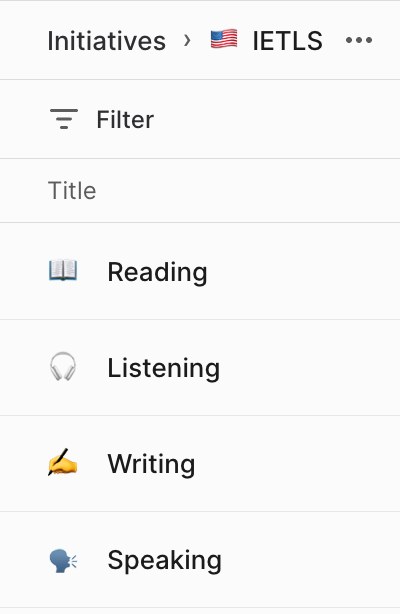 Initiatives › 🇺🇸 IETLS •••
Filter
Title
📖 Reading
🎧 Listening
✍️ Writing
🗣️ Speaking